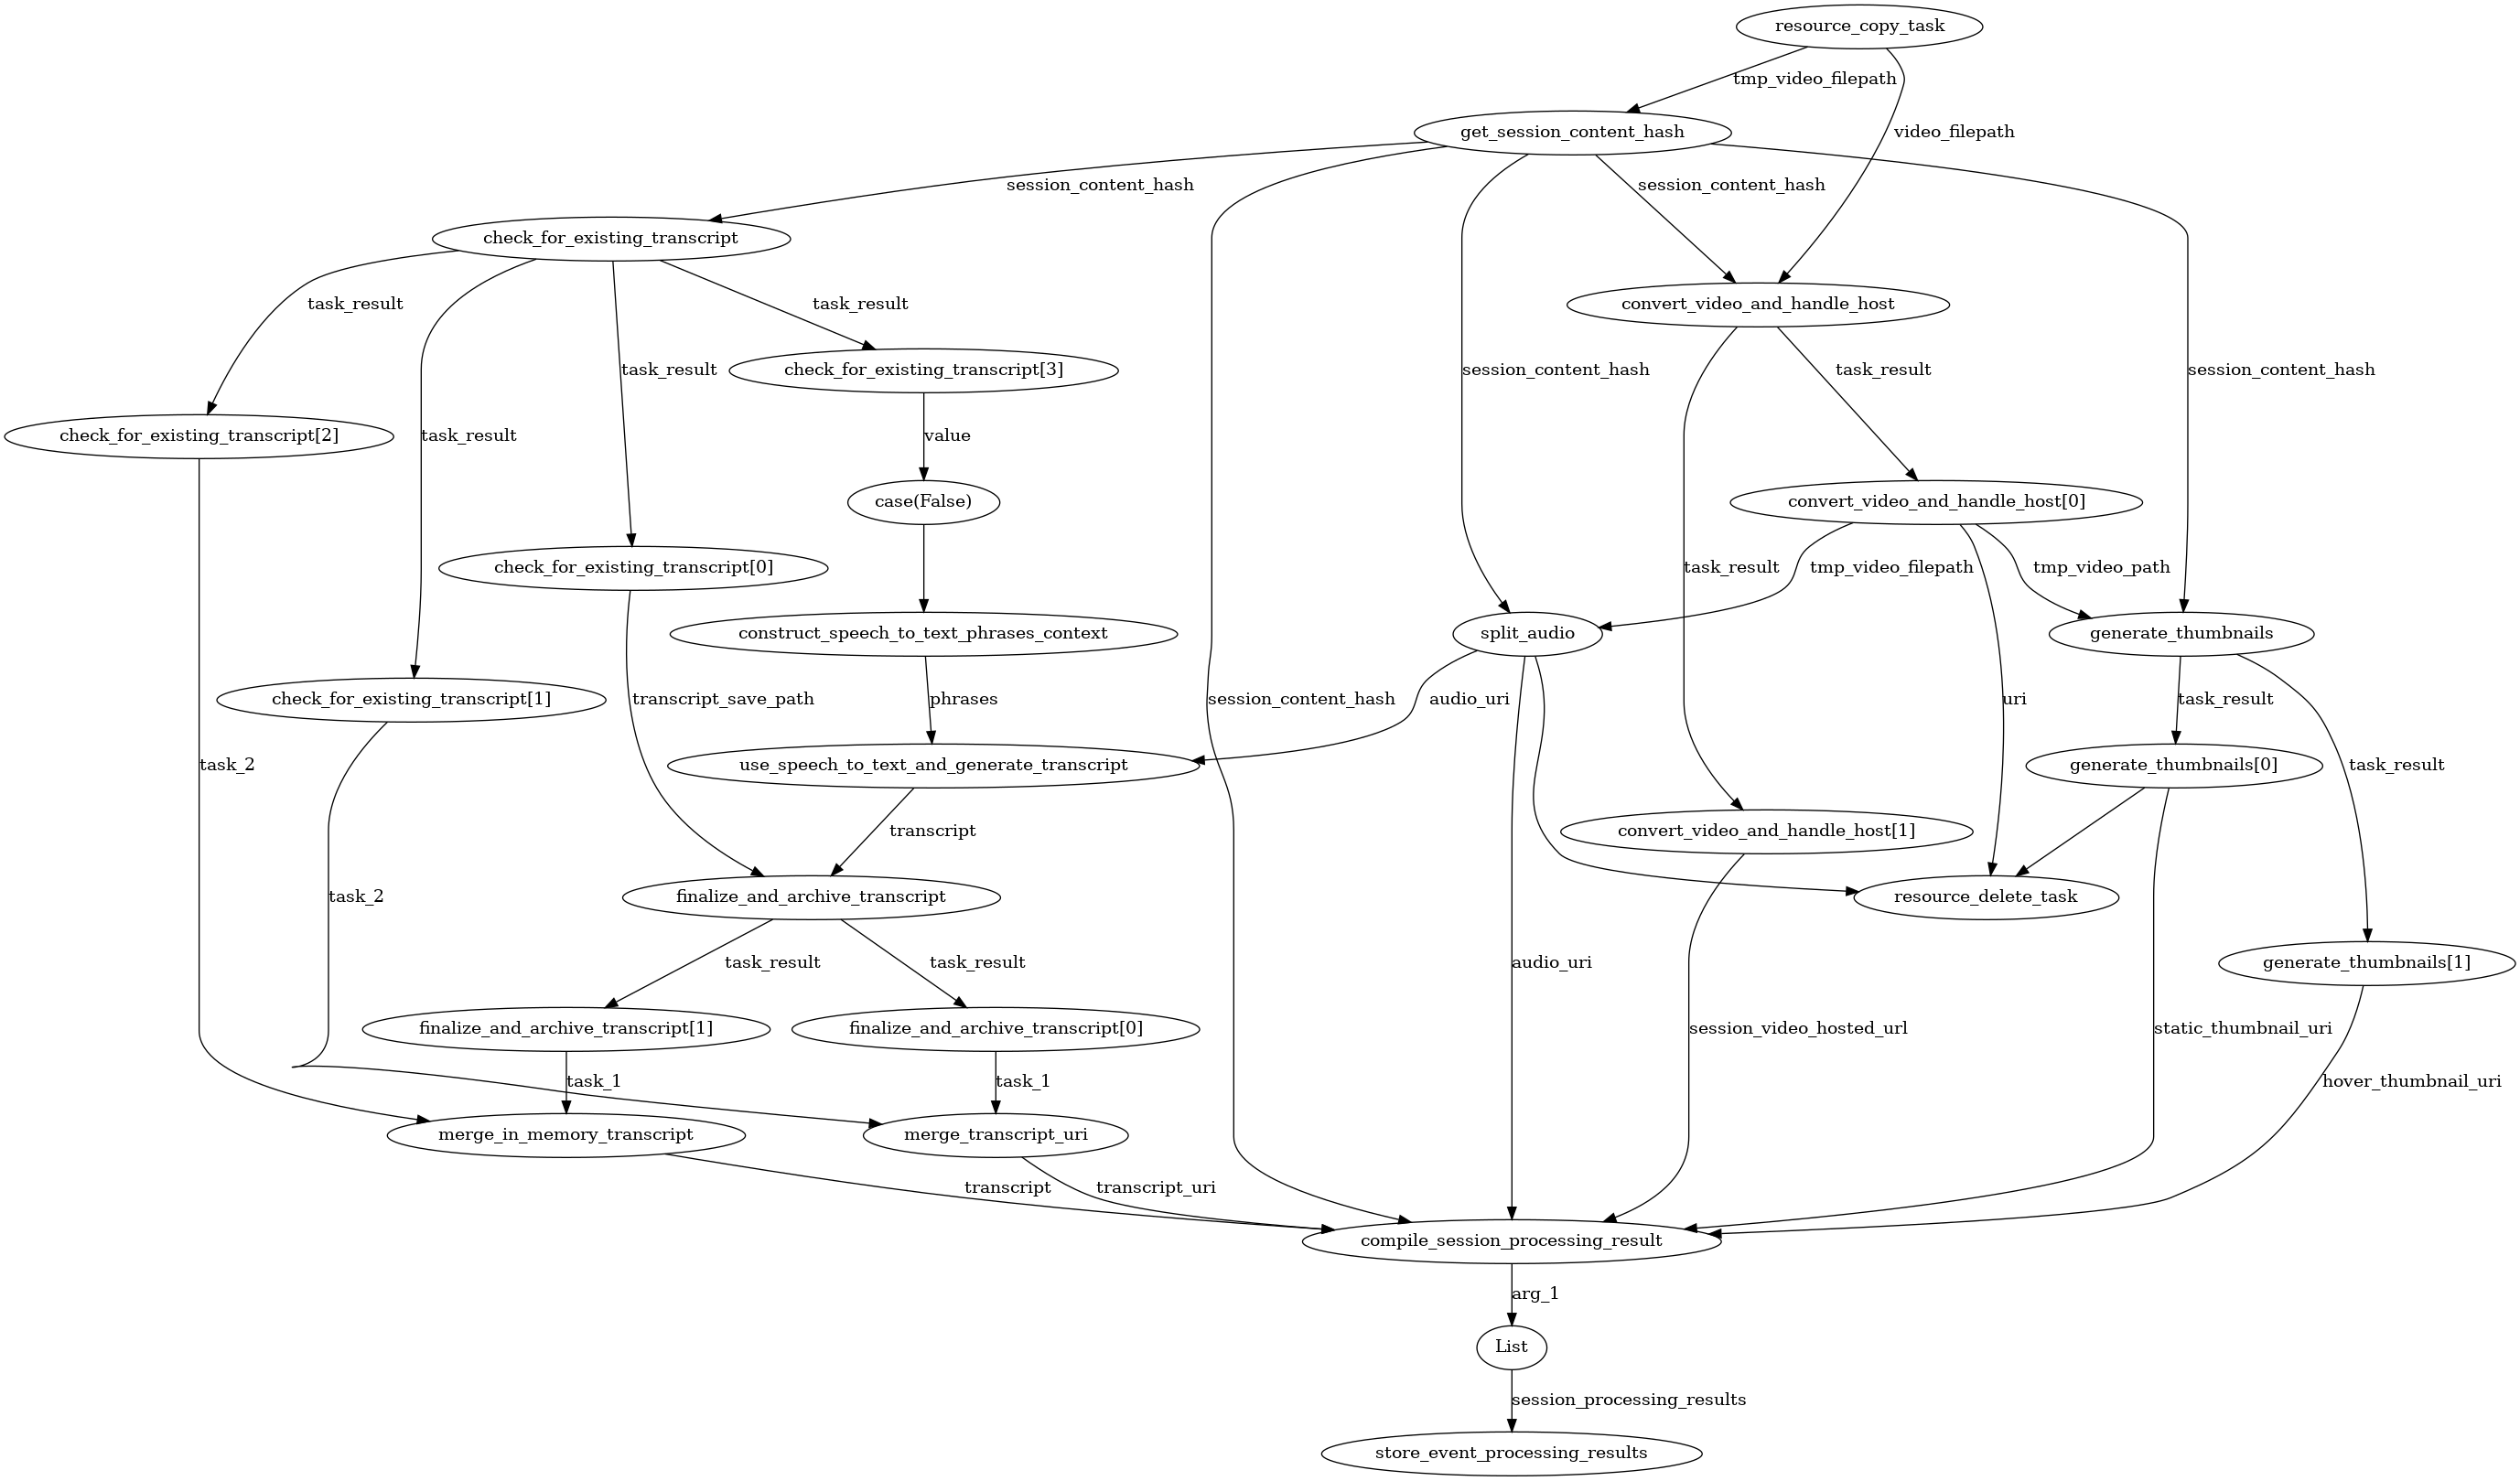 resource_copy_task
tmp_video_filepath
get_session_content_hash
video_filepath
session_content_hash
session_content_hash
check_for_existing_transcript
task_result
task_result
convert_video_and_handle_host
task_result
check_for_existing_transcript[3]
session_content_hash
task_result
session_content_hash
check_for_existing_transcript[2]
task_result
value
case(False)
convert_video_and_handle_host[0]
check_for_existing_transcript[0]
task_result
tmp_video_filepath
tmp_video_path
construct_speech_to_text_phrases_context
split_audio
generate_thumbnails
check_for_existing_transcript[1]
transcript_save_path
phrases
session_content_hash
audio_uri
uri
task_result
task_2
use_speech_to_text_and_generate_transcript
generate_thumbnails[0]
task_result
transcript
convert_video_and_handle_host[1]
task_2
finalize_and_archive_transcript
resource_delete_task
task_result
task_result
audio_uri
generate_thumbnails[1]
finalize_and_archive_transcript[1]
finalize_and_archive_transcript[0]
session_video_hosted_url
static_thumbnail_uri
task_1
task_1
hover_thumbnail_uri
merge_in_memory_transcript
merge_transcript_uri
transcript
transcript_uri
compile_session_processing_result
arg_1
List
session_processing_results
store_event_processing_results